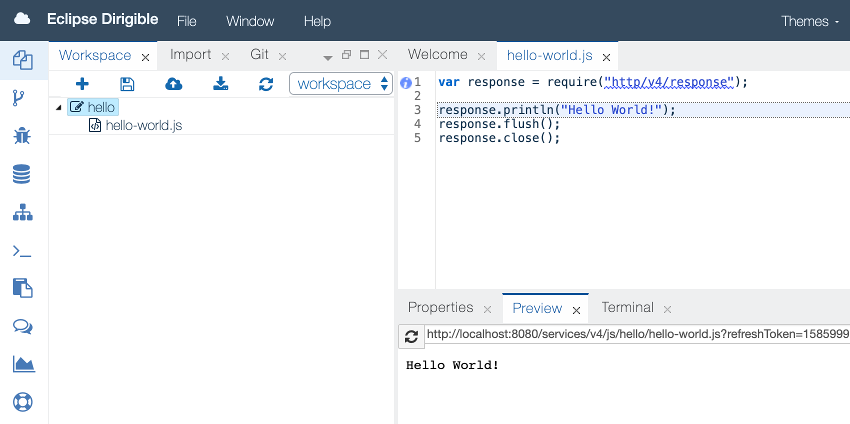 Eclipse Dirigible File Window Help Themes
Workspace Import Git
Welcome hello-world.js
workspace
hello
hello-world.js
1 var response = require("http/v4/response");
2
3 response.println("Hello World!");
4 response.flush();
5 response.close();
Properties Preview Terminal
http://localhost:8080/services/v4/js/hello/hello-world.js?refreshToken=1585999
Hello World!